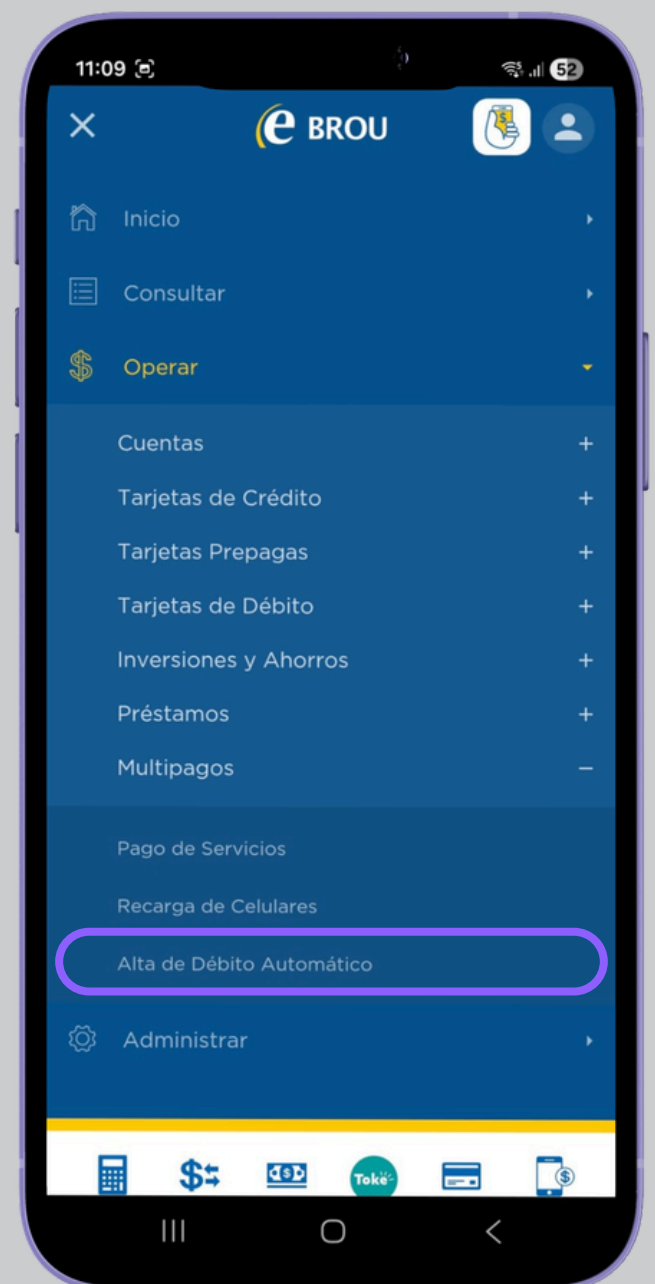 11:09
52
e BROU
Inicio
Consultar
Operar
Cuentas
Tarjetas de Crédito
Tarjetas Prepagas
Tarjetas de Débito
Inversiones y Ahorros
Préstamos
Multipagos
Pago de Servicios
Recarga de Celulares
Alta de Débito Automático
Administrar
Toke